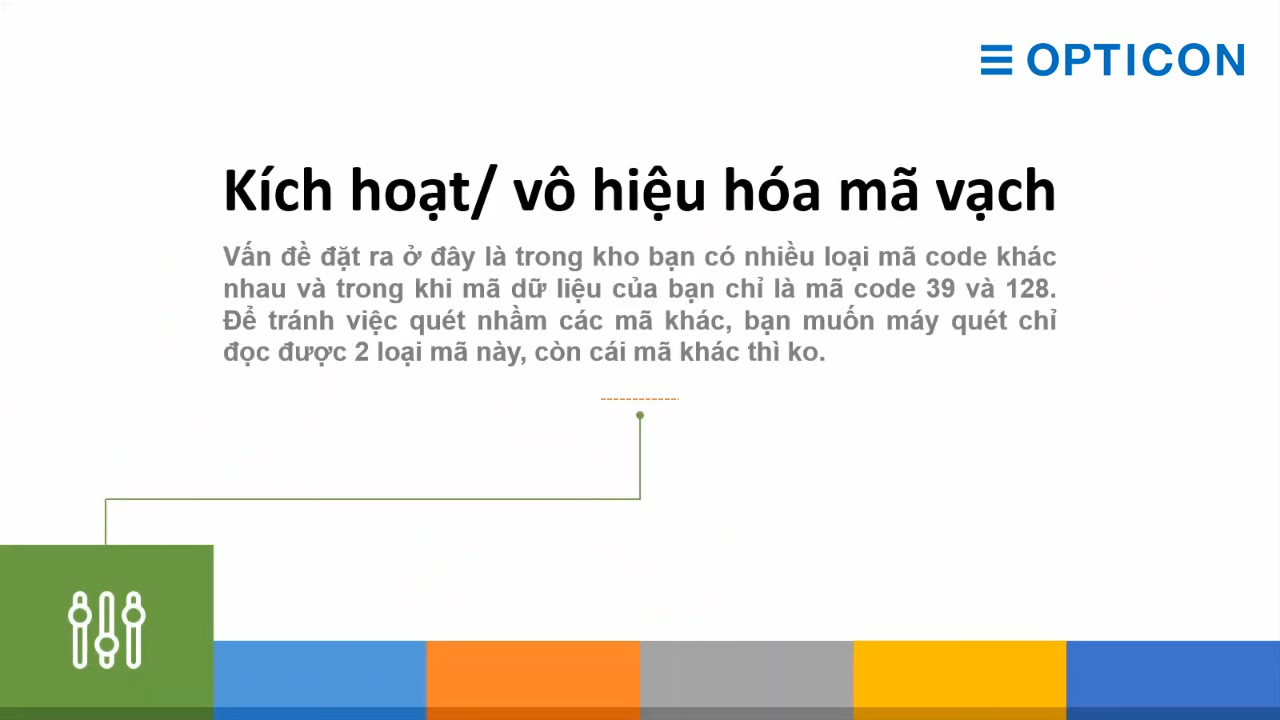 OPTICON
Kích hoạt/ vô hiệu hóa mã vạch
Vấn đề đặt ra ở đây là trong kho bạn có nhiều loại mã code khác
nhau và trong khi mã dữ liệu của bạn chỉ là mã code 39 và 128.
Để tránh việc quét nhầm các mã khác, bạn muốn máy quét chỉ
đọc được 2 loại mã này, còn cái mã khác thì ko.